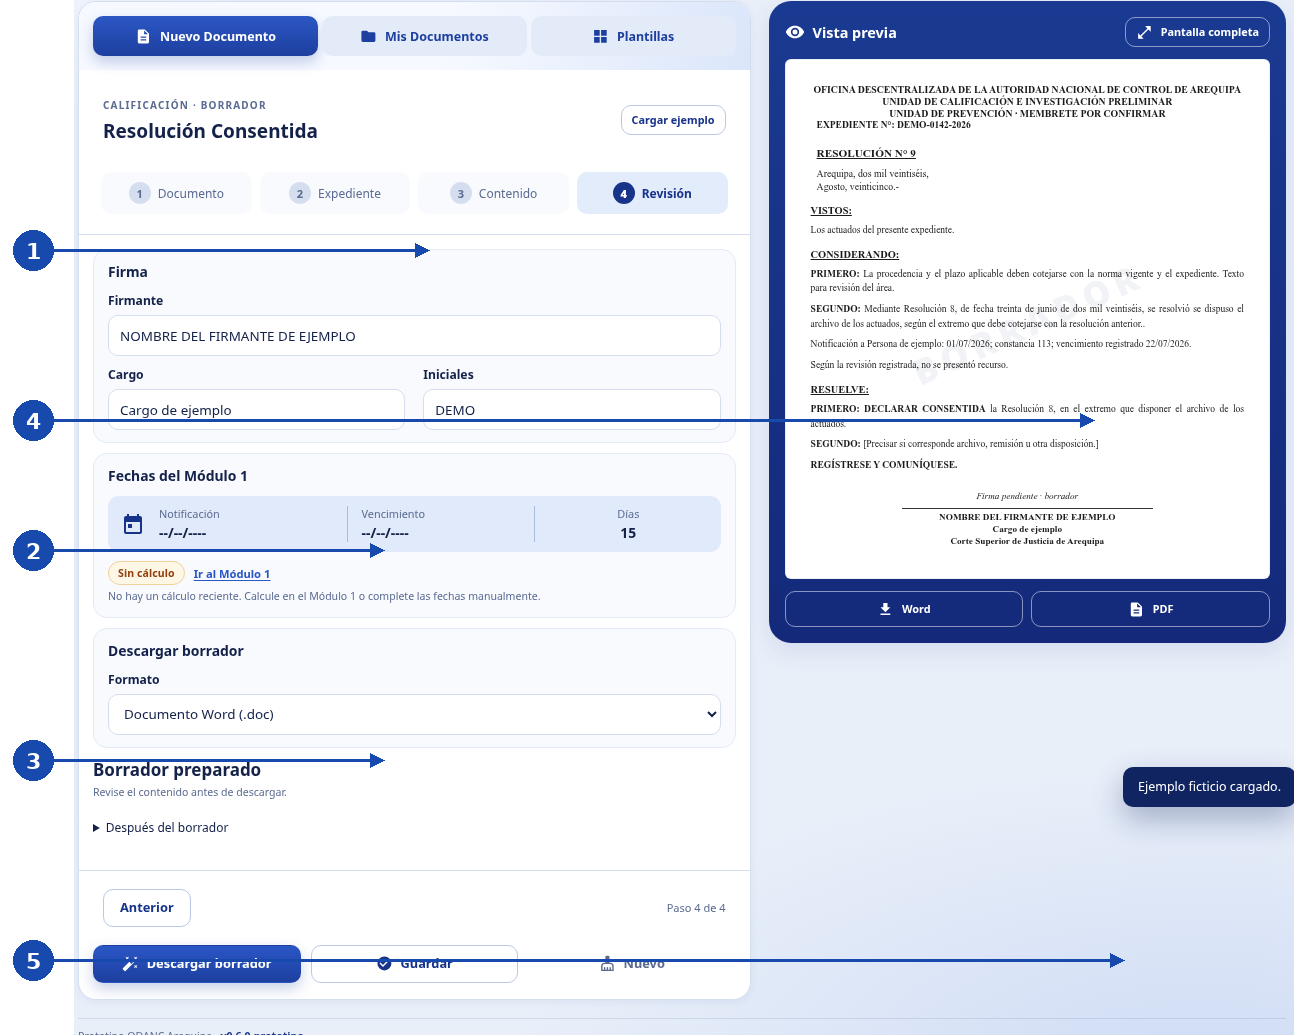 Nuevo Documento
Mis Documentos
Plantillas
CALIFICACIÓN · BORRADOR
Resolución Consentida
Cargar ejemplo
1 Documento
2 Expediente
3 Contenido
4 Revisión
1
Firma
Firmante
NOMBRE DEL FIRMANTE DE EJEMPLO
Cargo
Iniciales
Cargo de ejemplo
DEMO
4
Fechas del Módulo 1
Notificación
Vencimiento
Días
--/--/----
--/--/----
15
2
Sin cálculo
Ir al Módulo 1
No hay un cálculo reciente. Calcule en el Módulo 1 o complete las fechas manualmente.
Descargar borrador
Formato
Documento Word (.doc)
3
Borrador preparado
Revise el contenido antes de descargar.
Después del borrador
Anterior
Paso 4 de 4
5
Descargar borrador
Guardar
Nuevo
Prototipo ODANC Arequipa · v0.6.0-prototipo
Vista previa
Pantalla completa
OFICINA DESCENTRALIZADA DE LA AUTORIDAD NACIONAL DE CONTROL DE AREQUIPA
UNIDAD DE CALIFICACIÓN E INVESTIGACIÓN PRELIMINAR
UNIDAD DE PREVENCIÓN · MEMBRETE POR CONFIRMAR
EXPEDIENTE N°: DEMO-0142-2026
RESOLUCIÓN N° 9
Arequipa, dos mil veintiséis,
Agosto, veinticinco.-
VISTOS:
Los actuados del presente expediente.
CONSIDERANDO:
PRIMERO: La procedencia y el plazo aplicable deben cotejarse con la norma vigente y el expediente. Texto
para revisión del área.
SEGUNDO: Mediante Resolución 8, de fecha treinta de junio de dos mil veintiséis, se resolvió se dispuso el
archivo de los actuados, según el extremo que debe cotejarse con la resolución anterior..
Notificación a Persona de ejemplo: 01/07/2026; constancia 113; vencimiento registrado 22/07/2026.
Según la revisión registrada, no se presentó recurso.
BORRADOR
RESUELVE:
PRIMERO: DECLARAR CONSENTIDA la Resolución 8, en el extremo que disponer el archivo de los
actuados.
SEGUNDO: [Precisar si corresponde archivo, remisión u otra disposición.]
REGÍSTRESE Y COMUNÍQUESE.
Firma pendiente · borrador
NOMBRE DEL FIRMANTE DE EJEMPLO
Cargo de ejemplo
Corte Superior de Justicia de Arequipa
Word
PDF
Ejemplo ficticio cargado.